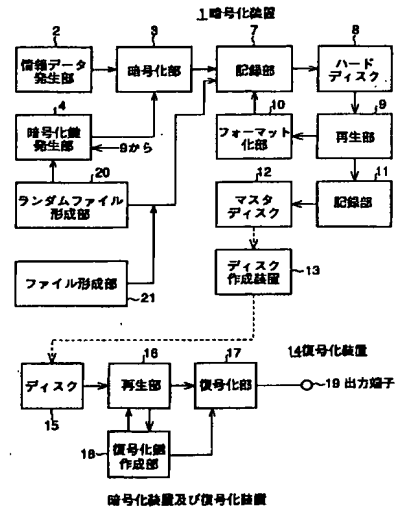 1 暗号化装置
2
3
7
8
情報データ
発生部
暗号化部
記録部
ハード
ディスク
4
10
9
暗号化鍵
発生部
9から
フォーマット
化部
再生部
20
12
11
ランダムファイル
形成部
マスタ
ディスク
記録部
ファイル形成部
21
ディスク
作成装置
13
16
17
14復号化装置
ディスク
再生部
復号化部
19 出力端子
15
18
復号化鍵
作成部
暗号化装置及び復号化装置